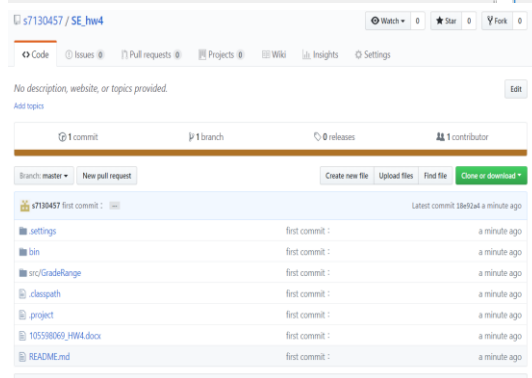 s7130457 / SE_hw4
Watch 0 Star 0 Fork 0
Code Issues 0 Pull requests 0 Projects 0 Wiki Insights Settings
No description, website, or topics provided. Edit
Add topics
1 commit 1 branch 0 releases 1 contributor
Branch: master New pull request Create new file Upload files Find file Clone or download
s7130457 first commit : Latest commit 18e92a4 a minute ago
.settings first commit : a minute ago
bin first commit : a minute ago
src/GradeRange first commit : a minute ago
.classpath first commit : a minute ago
.project first commit : a minute ago
105598069_HW4.docx first commit : a minute ago
README.md first commit : a minute ago